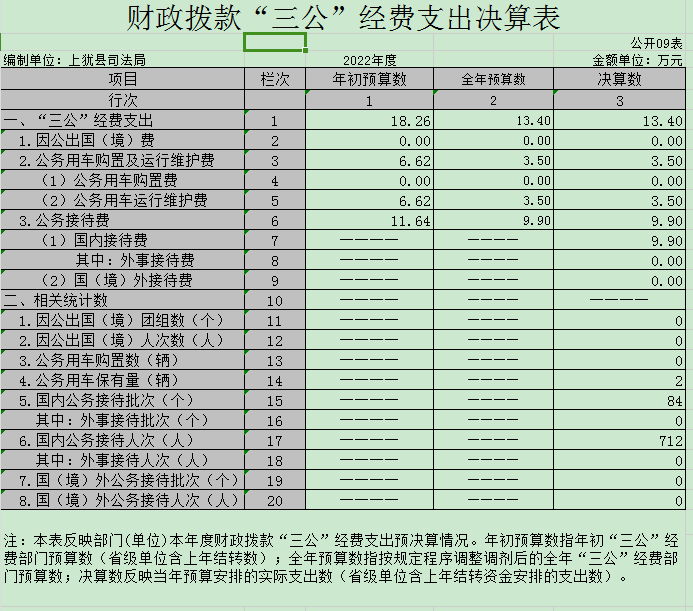 财政拨款“三公”经费支出决算表
公开09表
编制单位：上犹县司法局 2022年度 金额单位：万元
项目 栏次 年初预算数 全年预算数 决算数
行次 1 2 3
一、“三公”经费支出 1 18.26 13.40 13.40
1.因公出国（境）费 2 0.00 0.00 0.00
2.公务用车购置及运行维护费 3 6.62 3.50 3.50
（1）公务用车购置费 4 0.00 0.00 0.00
（2）公务用车运行维护费 5 6.62 3.50 3.50
3.公务接待费 6 11.64 9.90 9.90
（1）国内接待费 7 ———— ———— 9.90
其中：外事接待费 8 ———— ———— 0.00
（2）国（境）外接待费 9 ———— ———— 0.00
二、相关统计数 10 ———— ———— ————
1.因公出国（境）团组数（个） 11 ———— ———— 0
2.因公出国（境）人次数（人） 12 ———— ———— 0
3.公务用车购置数（辆） 13 ———— ———— 0
4.公务用车保有量（辆） 14 ———— ———— 2
5.国内公务接待批次（个） 15 ———— ———— 84
其中：外事接待批次（个） 16 ———— ———— 0
6.国内公务接待人次（人） 17 ———— ———— 712
其中：外事接待人次（人） 18 ———— ———— 0
7.国（境）外公务接待批次（个） 19 ———— ———— 0
8.国（境）外公务接待人次（人） 20 ———— ———— 0
注：本表反映部门(单位)本年度财政拨款“三公”经费支出预决算情况。年初预算数指年初“三公”经
费部门预算数（省级单位含上年结转数）；全年预算数指按规定程序调整调剂后的全年“三公”经费部
门预算数；决算数反映当年预算安排的实际支出数（省级单位含上年结转资金安排的支出数）。